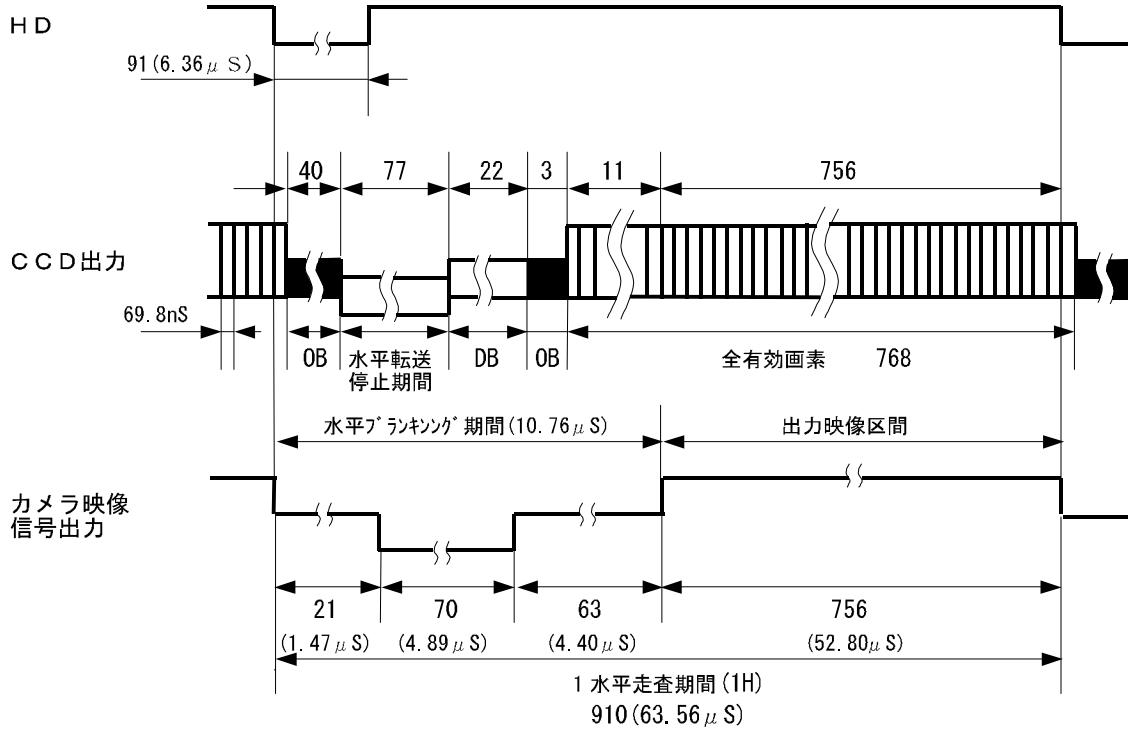 HD
91(6.36μS)
40 77 22 3 11 756
CCD出力
69.8nS
OB 水平転送停止期間 DB OB 全有効画素 768
水平ﾌﾞﾗﾝｷﾝﾝｸﾞ期間(10.76μS) 出力映像区間
カメラ映像
信号出力
21 70 63 756
(1.47μS) (4.89μS) (4.40μS) (52.80μS)
1水平走査期間(1H)
910(63.56μS)